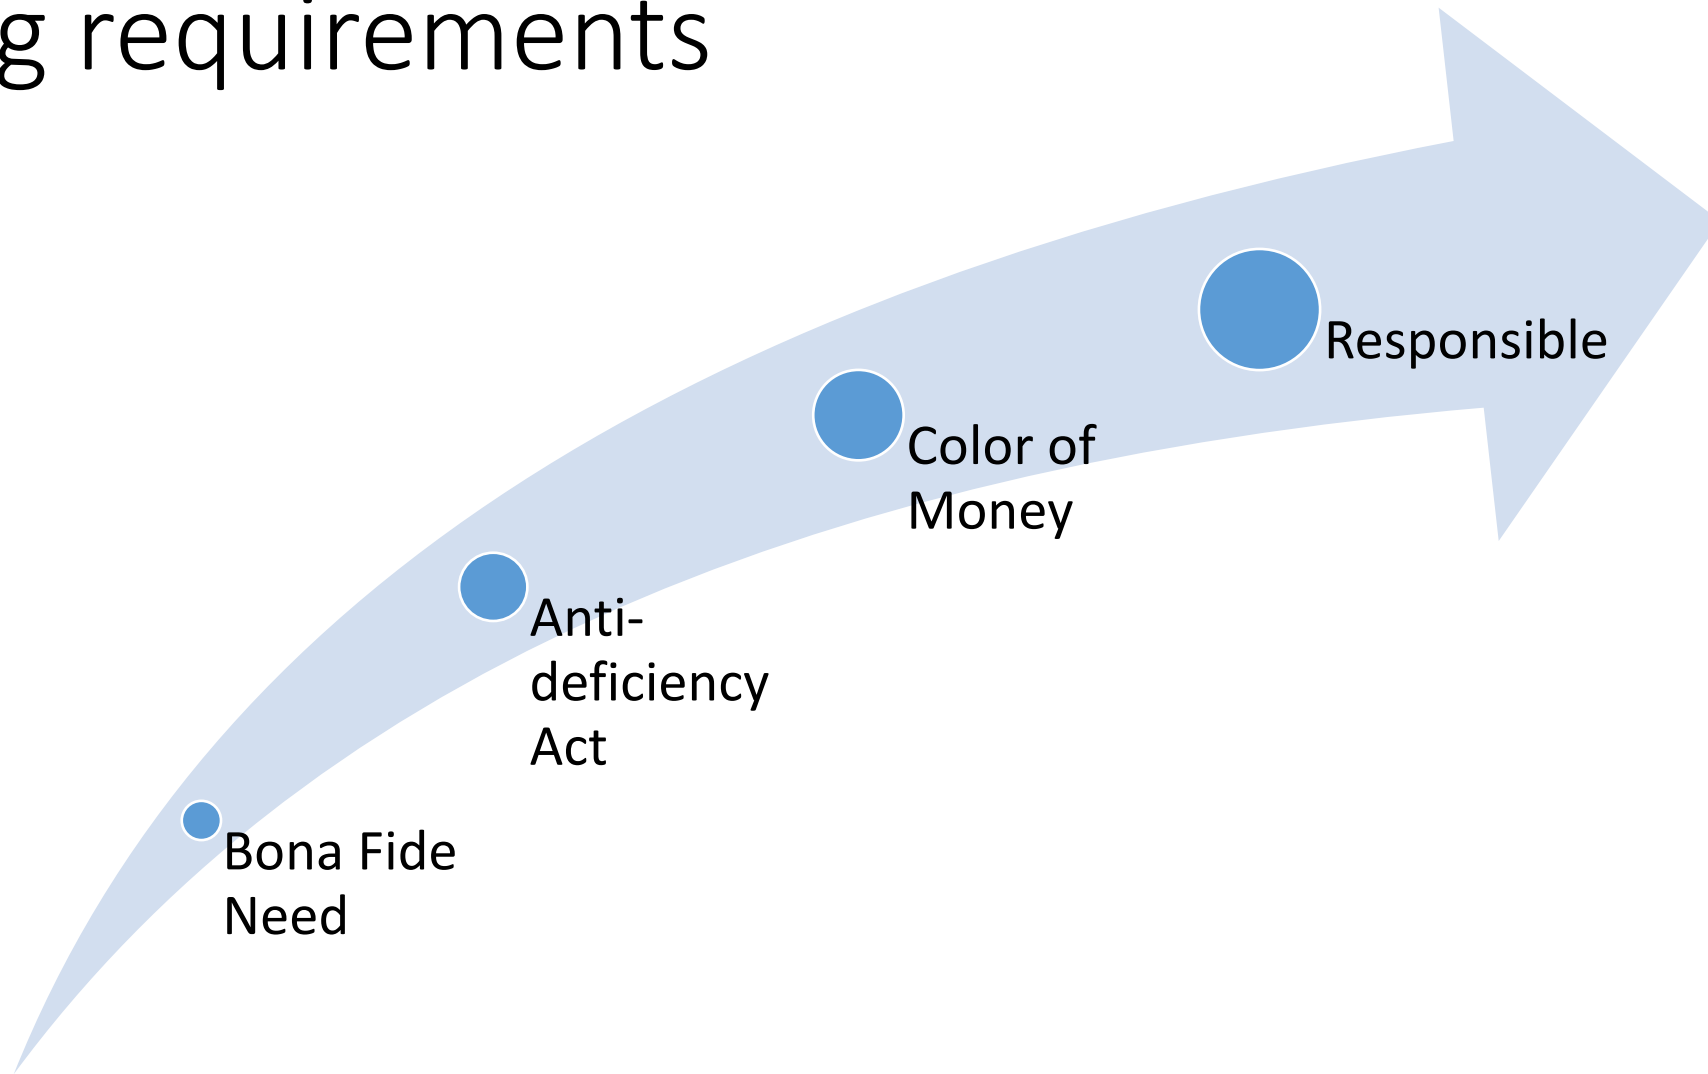 g requirements
Responsible
Color of
Money
Anti-
deficiency
Act
Bona Fide
Need